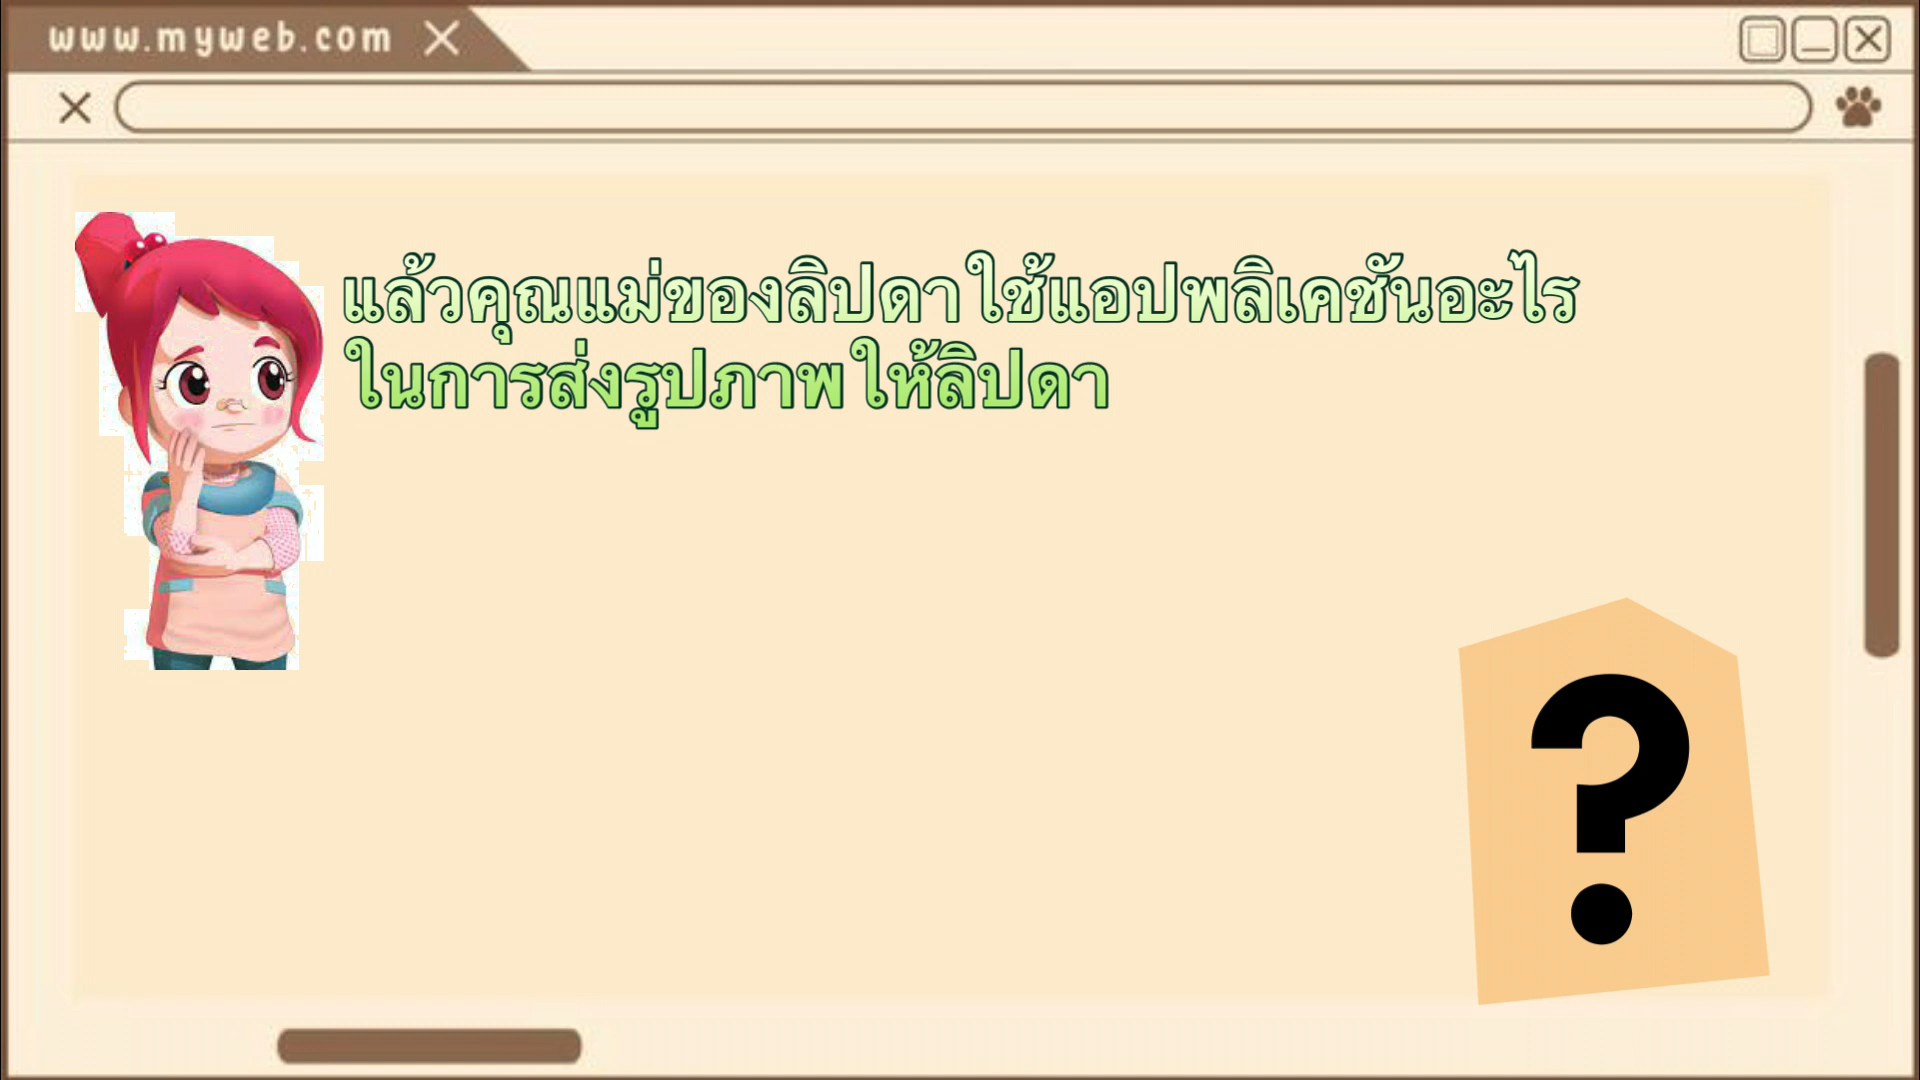 www.myweb.com
แล้วคุณแม่ของลิปดา ใช้แอปพลิเคชันอะไร
ในการส่งรูปภาพ ให้ลิปดา
?